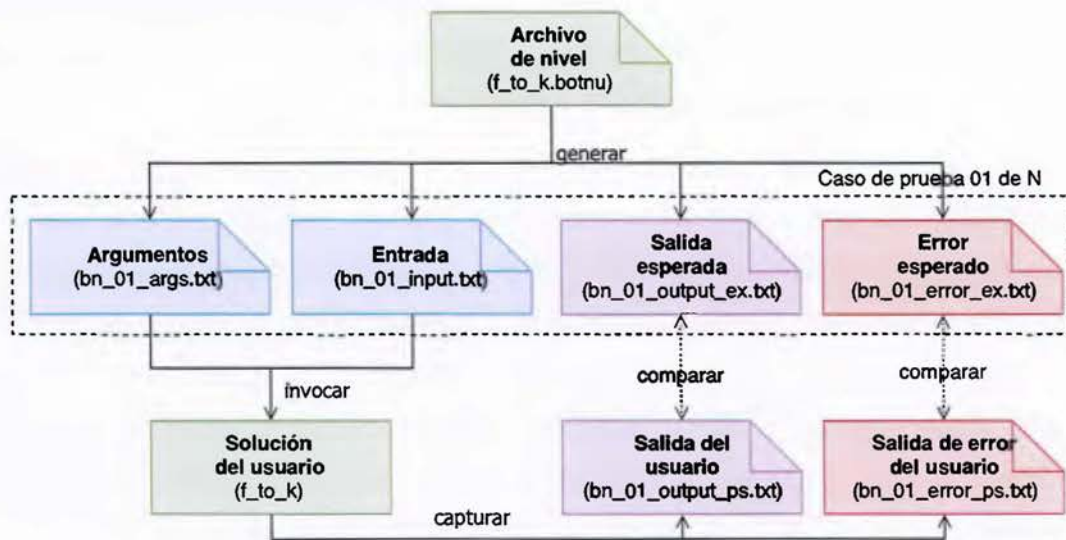 Archivo
de nivel
(f_to_k.botnu)
generar
Caso de prueba 01 de N
Argumentos
(bn_01_args.txt)
Entrada
(bn_01_input.txt)
Salida
esperada
(bn_01_output_ex.txt)
Error
esperado
(bn_01_error_ex.txt)
invocar
comparar
comparar
Solución
del usuario
(f_to_k)
Salida del
usuario
(bn_01_output_ps.txt)
Salida de error
del usuario
(bn_01_error_ps.txt)
capturar